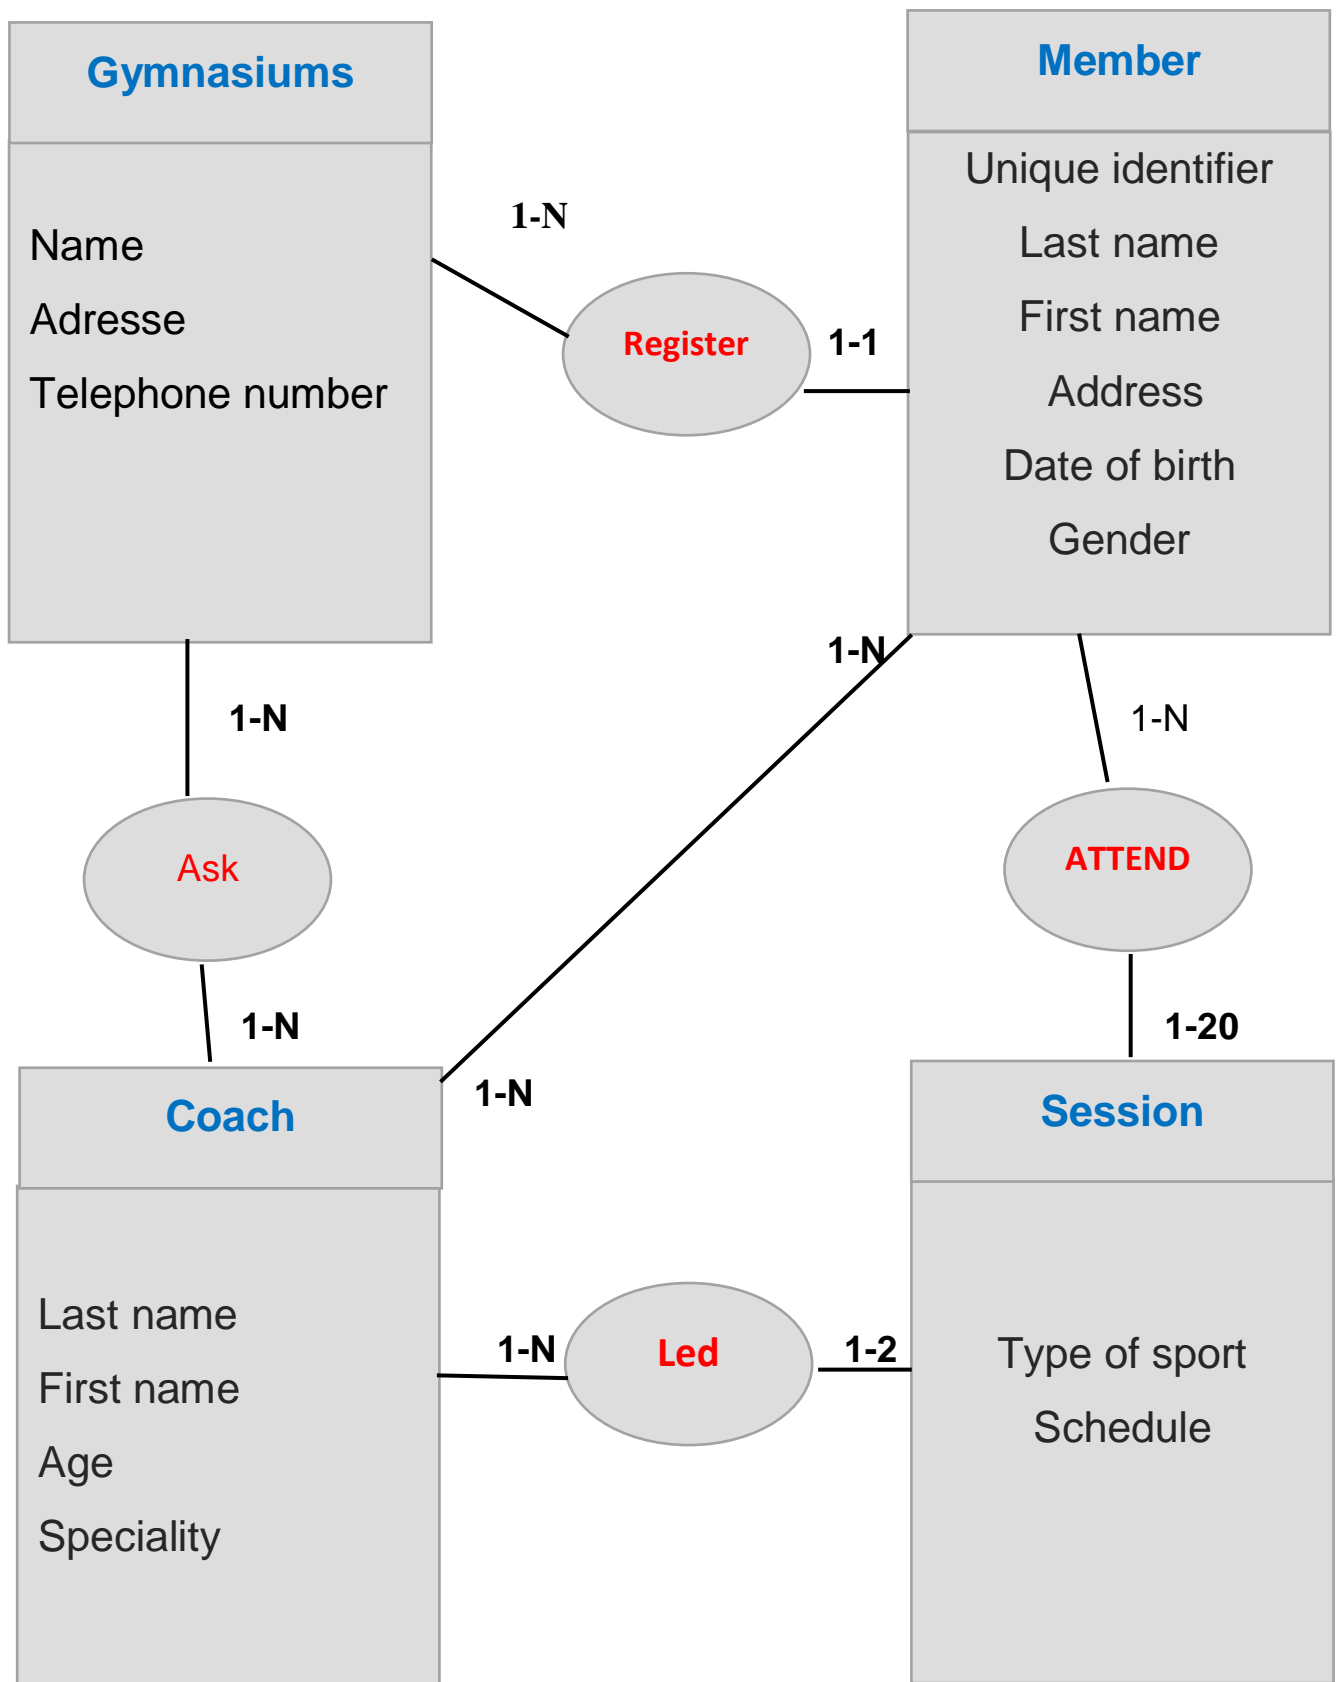 Gymnasiums
Name
Adresse
Telephone number
1-N
Register
1-1
Member
Unique identifier
Last name
First name
Address
Date of birth
Gender
1-N
1-N
1-N
Ask
ATTEND
1-N
1-20
1-N
Coach
Last name
First name
Age
Speciality
1-N
Led
1-2
Session
Type of sport
Schedule